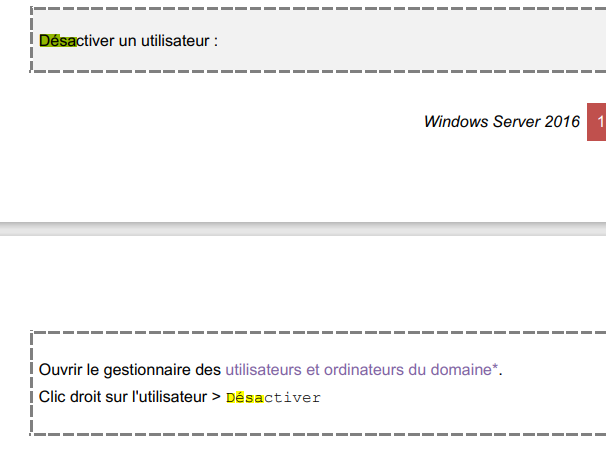 Désactiver un utilisateur :
Windows Server 2016 1
Ouvrir le gestionnaire des utilisateurs et ordinateurs du domaine*.
Clic droit sur l'utilisateur > Désactiver